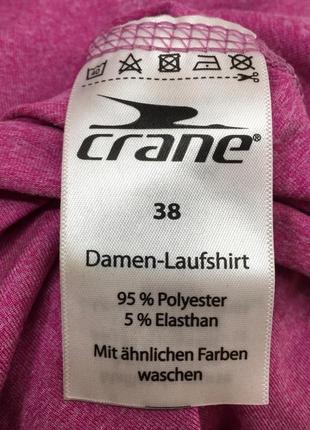 crane®
38
Damen-Laufshirt
95 % Polyester
5 % Elasthan
Mit ähnlichen Farben
waschen